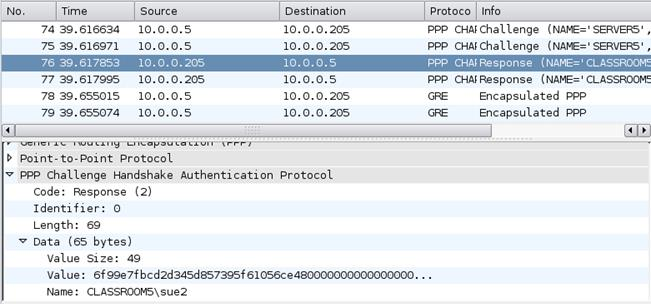 No. Time Source Destination Protoco Info
74 39.616634 10.0.0.5 10.0.0.205 PPP CHAP Challenge (NAME='SERVER5',
75 39.616971 10.0.0.5 10.0.0.205 PPP CHAP Challenge (NAME='SERVER5',
76 39.617853 10.0.0.205 10.0.0.5 PPP CHAP Response (NAME='CLASSROOM5
77 39.617995 10.0.0.205 10.0.0.5 PPP CHAP Response (NAME='CLASSROOM5
78 39.655015 10.0.0.5 10.0.0.205 GRE Encapsulated PPP
79 39.655074 10.0.0.5 10.0.0.205 GRE Encapsulated PPP
Generic Routing Encapsulation (PPP)
Point-to-Point Protocol
PPP Challenge Handshake Authentication Protocol
Code: Response (2)
Identifier: 0
Length: 69
Data (65 bytes)
Value Size: 49
Value: 6f99e7fbcd2d345d857395f61056ce480000000000000000...
Name: CLASSROOM5\sue2